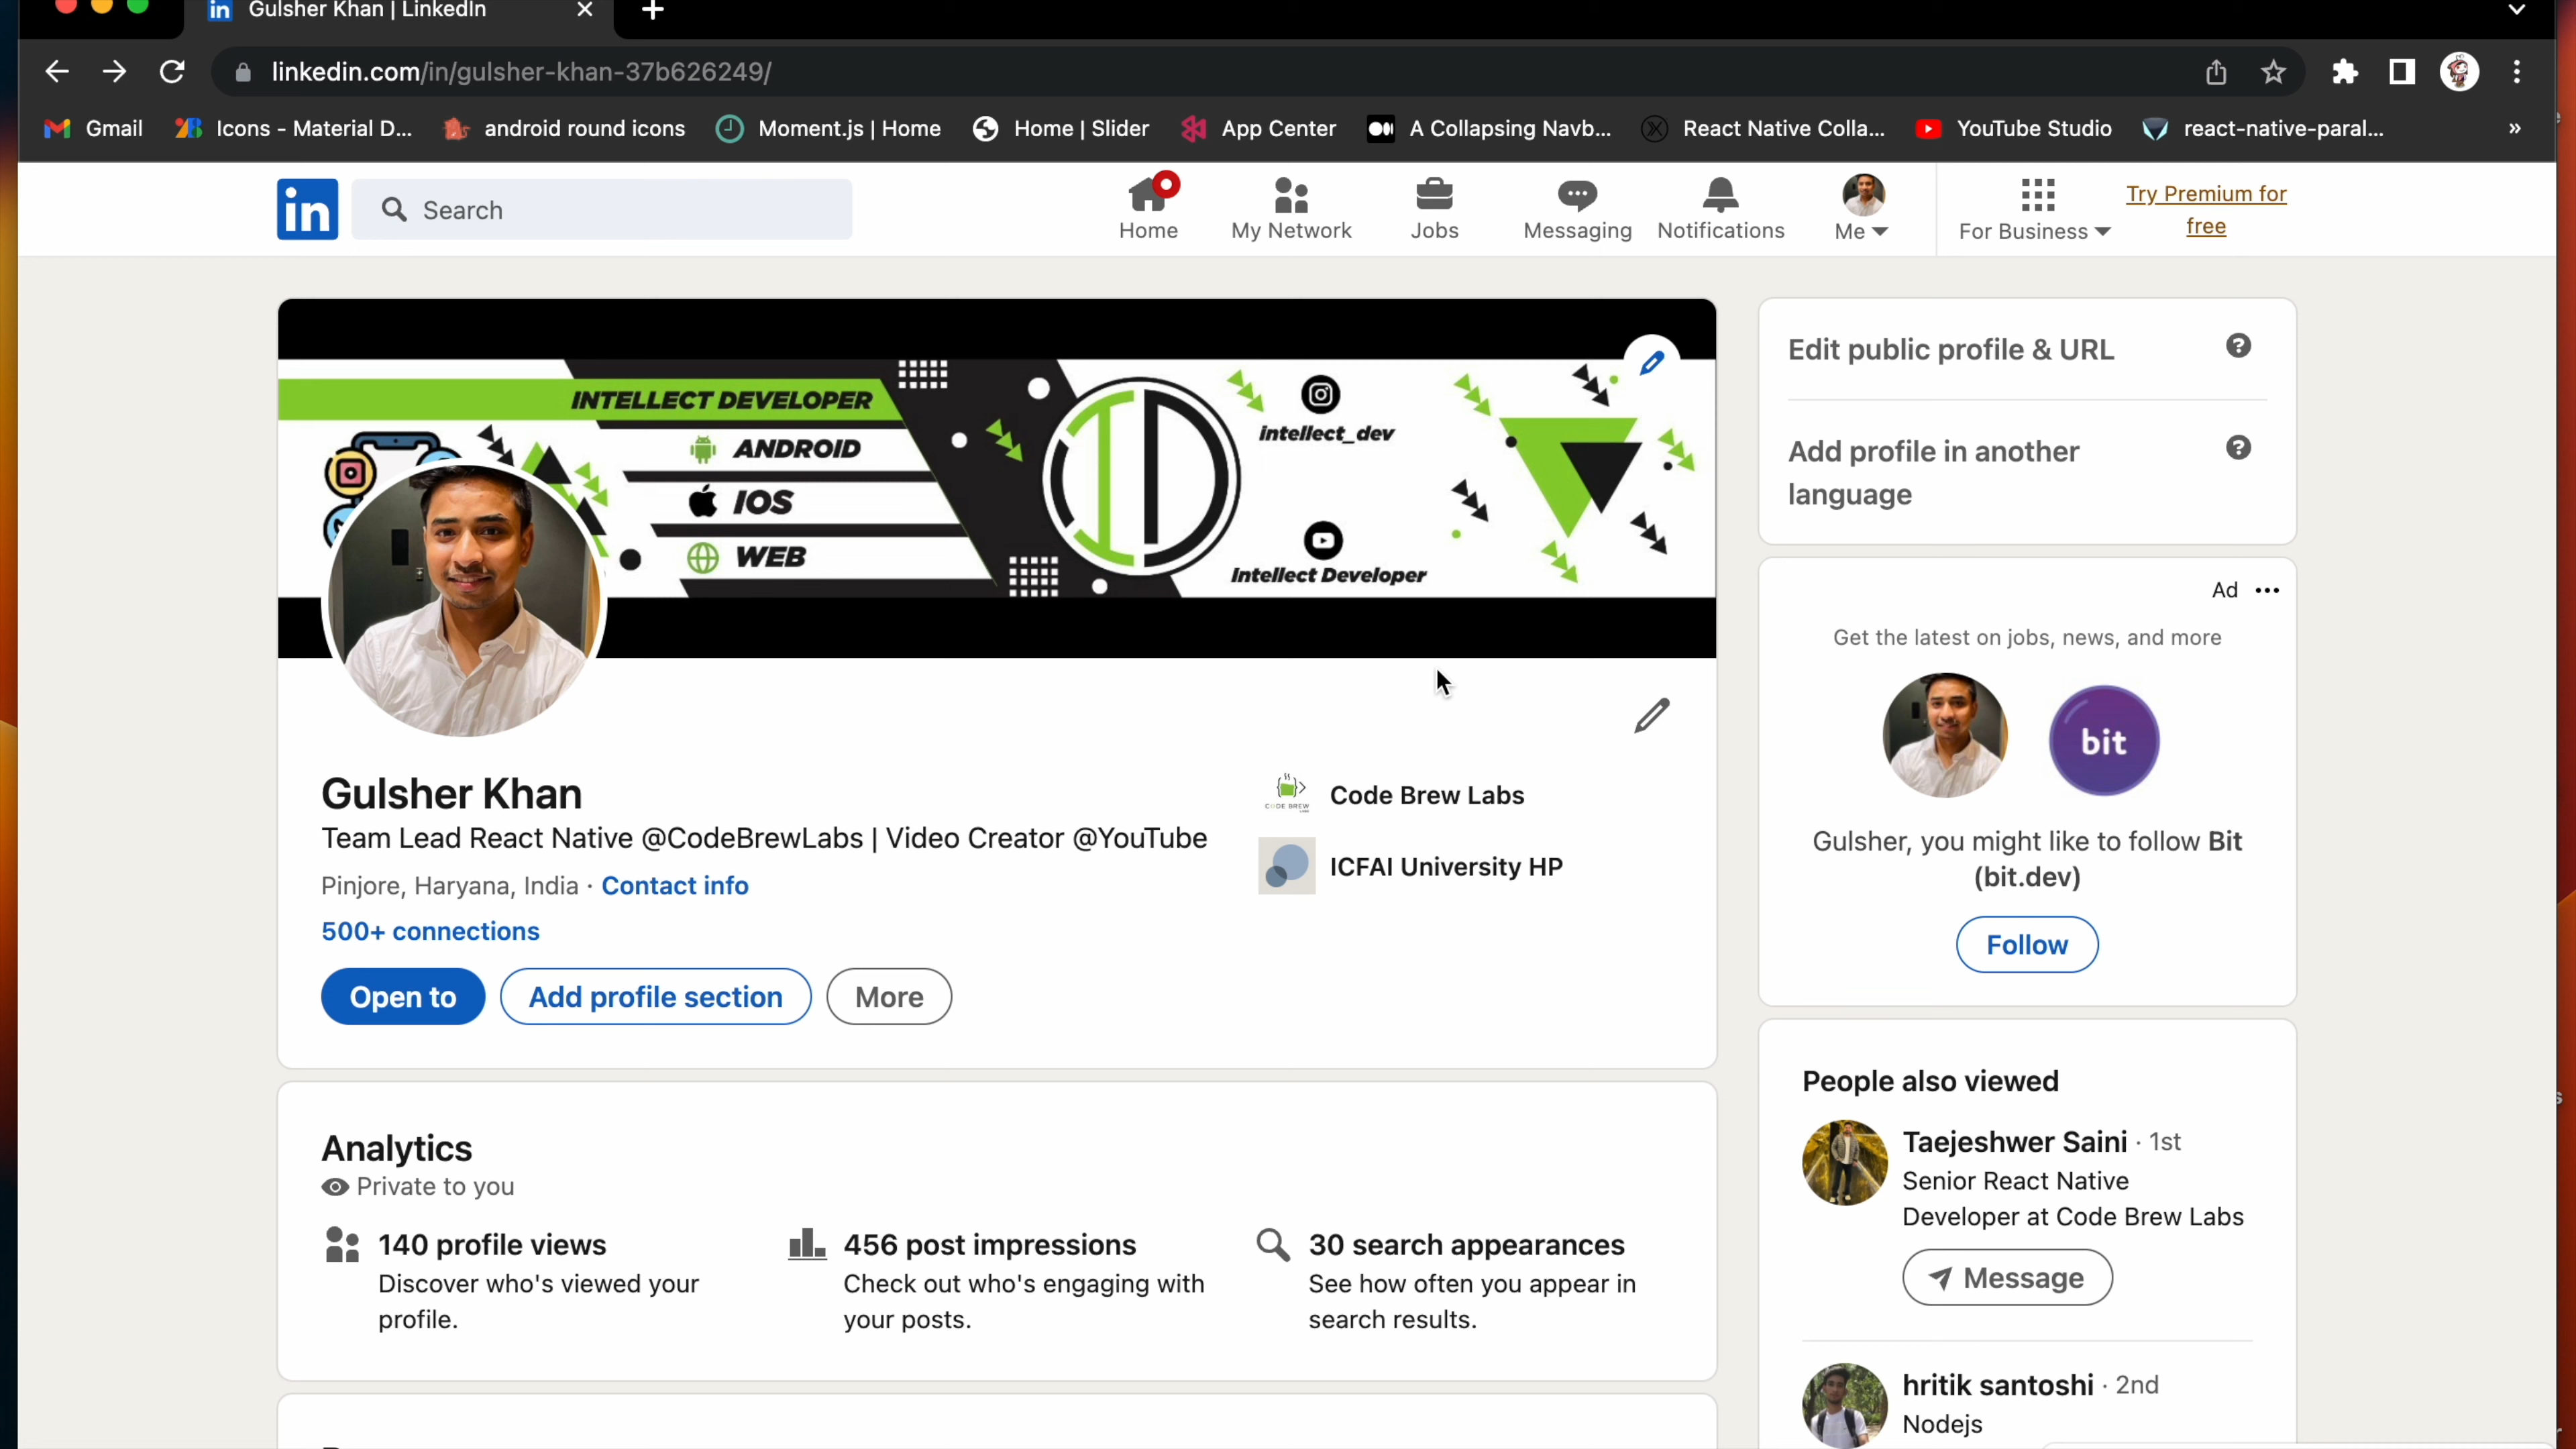 Gulsher Khan | LinkedIn
linkedin.com/in/gulsher-khan-37b626249/
Gmail
Icons - Material D...
android round icons
Moment.js | Home
Home | Slider
App Center
A Collapsing Navb...
React Native Colla...
YouTube Studio
react-native-paral...
»
in
Search
Home
My Network
Jobs
Messaging
Notifications
Me
For Business
Try Premium for
free
INTELLECT DEVELOPER
ANDROID
IOS
WEB
ID
intellect_dev
Intellect Developer
Gulsher Khan
Team Lead React Native @CodeBrewLabs | Video Creator @YouTube
Pinjore, Haryana, India · Contact info
500+ connections
Open to
Add profile section
More
CODE BREW
Code Brew Labs
ICFAI University HP
Analytics
Private to you
140 profile views
Discover who's viewed your
profile.
456 post impressions
Check out who's engaging with
your posts.
30 search appearances
See how often you appear in
search results.
Edit public profile & URL
Add profile in another
language
Ad
Get the latest on jobs, news, and more
bit
Gulsher, you might like to follow Bit
(bit.dev)
Follow
People also viewed
Taejeshwer Saini · 1st
Senior React Native
Developer at Code Brew Labs
Message
hritik santoshi · 2nd
Nodejs